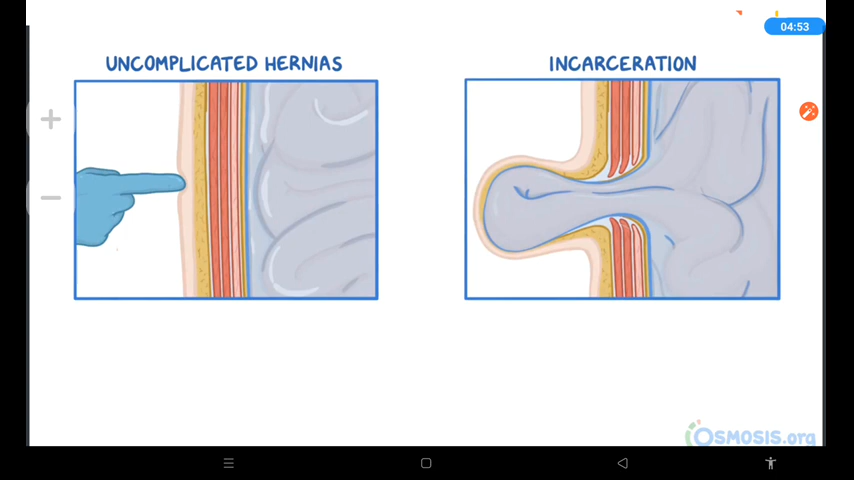 04:53
UNCOMPLICATED HERNIAS
INCARCERATION
OSMOSIS.org